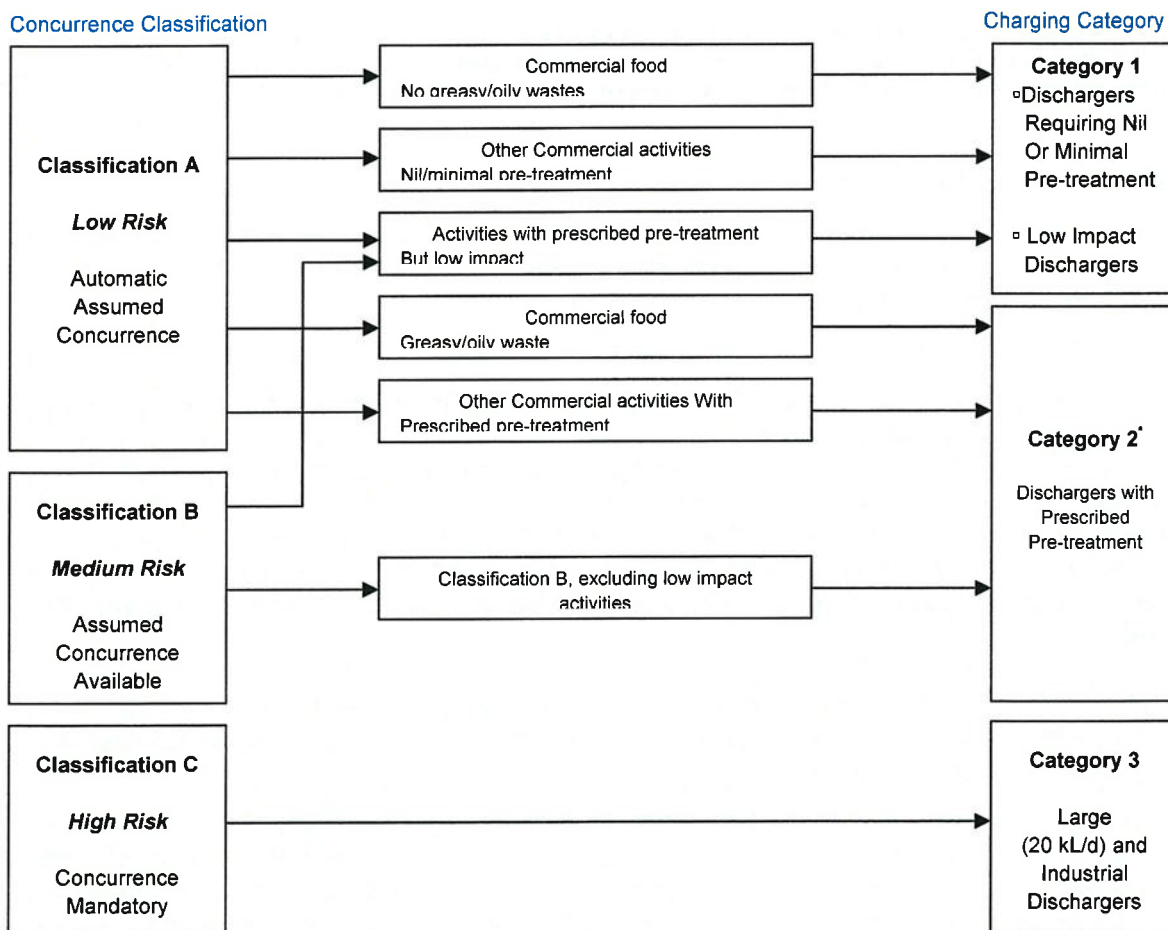 Concurrence Classification
Charging Category
Classification A
Low Risk
Automatic
Assumed
Concurrence
Classification B
Medium Risk
Assumed
Concurrence
Available
Classification C
High Risk
Concurrence
Mandatory
Commercial food
No greasy/oily wastes
Other Commercial activities
Nil/minimal pre-treatment
Activities with prescribed pre-treatment
But low impact
Commercial food
Greasy/oily waste
Other Commercial activities With
Prescribed pre-treatment
Classification B, excluding low impact
activities
Category 1
▫Dischargers
Requiring Nil
Or Minimal
Pre-treatment
▫ Low Impact
Dischargers
Category 2*
Dischargers with
Prescribed
Pre-treatment
Category 3
Large
(20 kL/d) and
Industrial
Dischargers